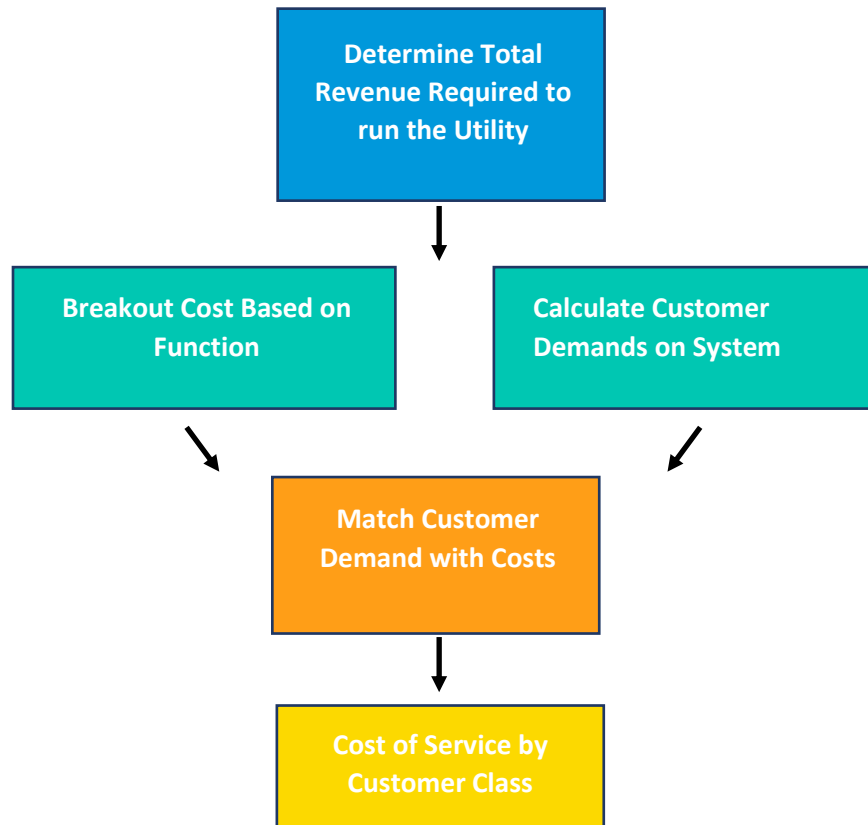 Determine Total
Revenue Required to
run the Utility
Breakout Cost Based on
Function
Calculate Customer
Demands on System
Match Customer
Demand with Costs
Cost of Service by
Customer Class